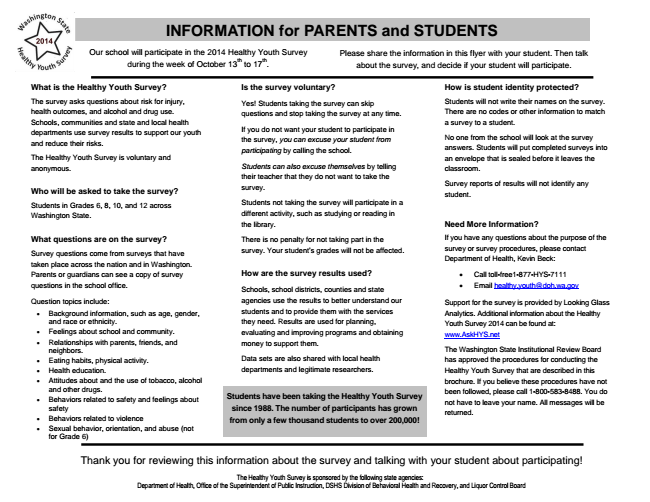 Washington State
2014
Healthy Youth Survey
INFORMATION for PARENTS and STUDENTS
Our school will participate in the 2014 Healthy Youth Survey
during the week of October 13th to 17th.
Please share the information in this flyer with your student. Then talk
about the survey, and decide if your student will participate.
What is the Healthy Youth Survey?
The survey asks questions about risk for injury,
health outcomes, and alcohol and drug use.
Schools, communities and state and local health
departments use survey results to support our youth
and reduce their risks.
The Healthy Youth Survey is voluntary and
anonymous.
Who will be asked to take the survey?
Students in Grades 6, 8, 10, and 12 across
Washington State.
What questions are on the survey?
Survey questions come from surveys that have
taken place across the nation and in Washington.
Parents or guardians can see a copy of survey
questions in the school office.
Question topics include:
• Background information, such as age, gender,
and race or ethnicity.
• Feelings about school and community.
• Relationships with parents, friends, and
neighbors.
• Eating habits, physical activity.
• Health education.
• Attitudes about and the use of tobacco, alcohol
and other drugs.
• Behaviors related to safety and feelings about
safety
• Behaviors related to violence
• Sexual behavior, orientation, and abuse (not
for Grade 6)
Is the survey voluntary?
Yes! Students taking the survey can skip
questions and stop taking the survey at any time.
If you do not want your student to participate in
the survey, you can excuse your student from
participating by calling the school.
Students can also excuse themselves by telling
their teacher that they do not want to take the
survey.
Students not taking the survey will participate in a
different activity, such as studying or reading in
the library.
There is no penalty for not taking part in the
survey. Your student's grades will not be affected.
How are the survey results used?
Schools, school districts, counties and state
agencies use the results to better understand our
students and to provide them with the services
they need. Results are used for planning,
evaluating and improving programs and obtaining
money to support them.
Data sets are also shared with local health
departments and legitimate researchers.
Students have been taking the Healthy Youth Survey
since 1988. The number of participants has grown
from only a few thousand students to over 200,000!
How is student identity protected?
Students will not write their names on the survey.
There are no codes or other information to match
a survey to a student.
No one from the school will look at the survey
answers. Students will put completed surveys into
an envelope that is sealed before it leaves the
classroom.
Survey reports of results will not identify any
student.
Need More Information?
If you have any questions about the purpose of the
survey or survey procedures, please contact
Department of Health, Kevin Beck:
• Call toll-free1-877-HYS-7111
• Email healthy.youth@doh.wa.gov
Support for the survey is provided by Looking Glass
Analytics. Additional information about the Healthy
Youth Survey 2014 can be found at:
www.AskHYS.net
The Washington State Institutional Review Board
has approved the procedures for conducting the
Healthy Youth Survey that are described in this
brochure. If you believe these procedures have not
been followed, please call 1-800-583-8488. You do
not have to leave your name. All messages will be
returned.
Thank you for reviewing this information about the survey and talking with your student about participating!
The Healthy Youth Survey is sponsored by the following state agencies:
Department of Health, Office of the Superintendent of Public Instruction, DSHS Division of Behavioral Health and Recovery, and Liquor Control Board